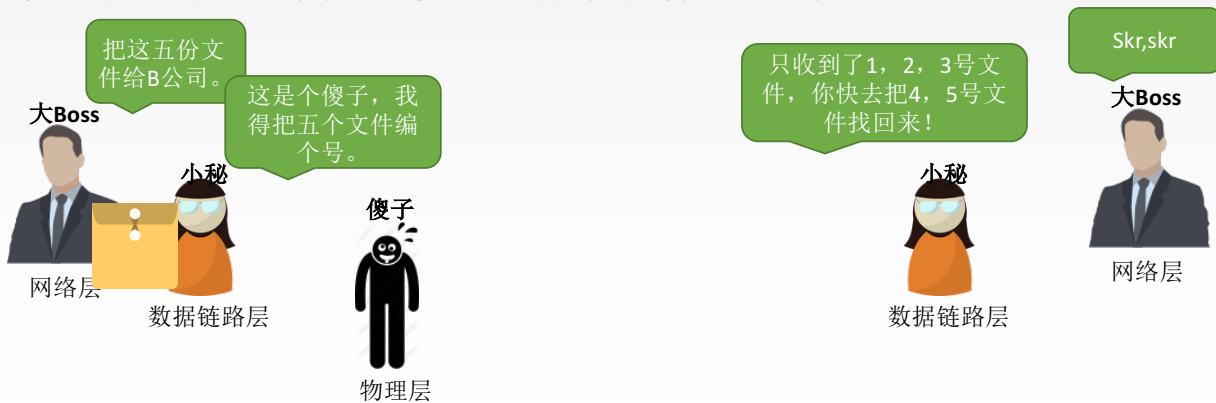 把这五份文
件给B公司。
这是个傻子，我
得把五个文件编
个号。
大Boss
小秘
傻子
网络层
数据链路层
物理层
只收到了1，2，3号文
件，你快去把4，5号文
件找回来！
Skr,skr
小秘
大Boss
数据链路层
网络层